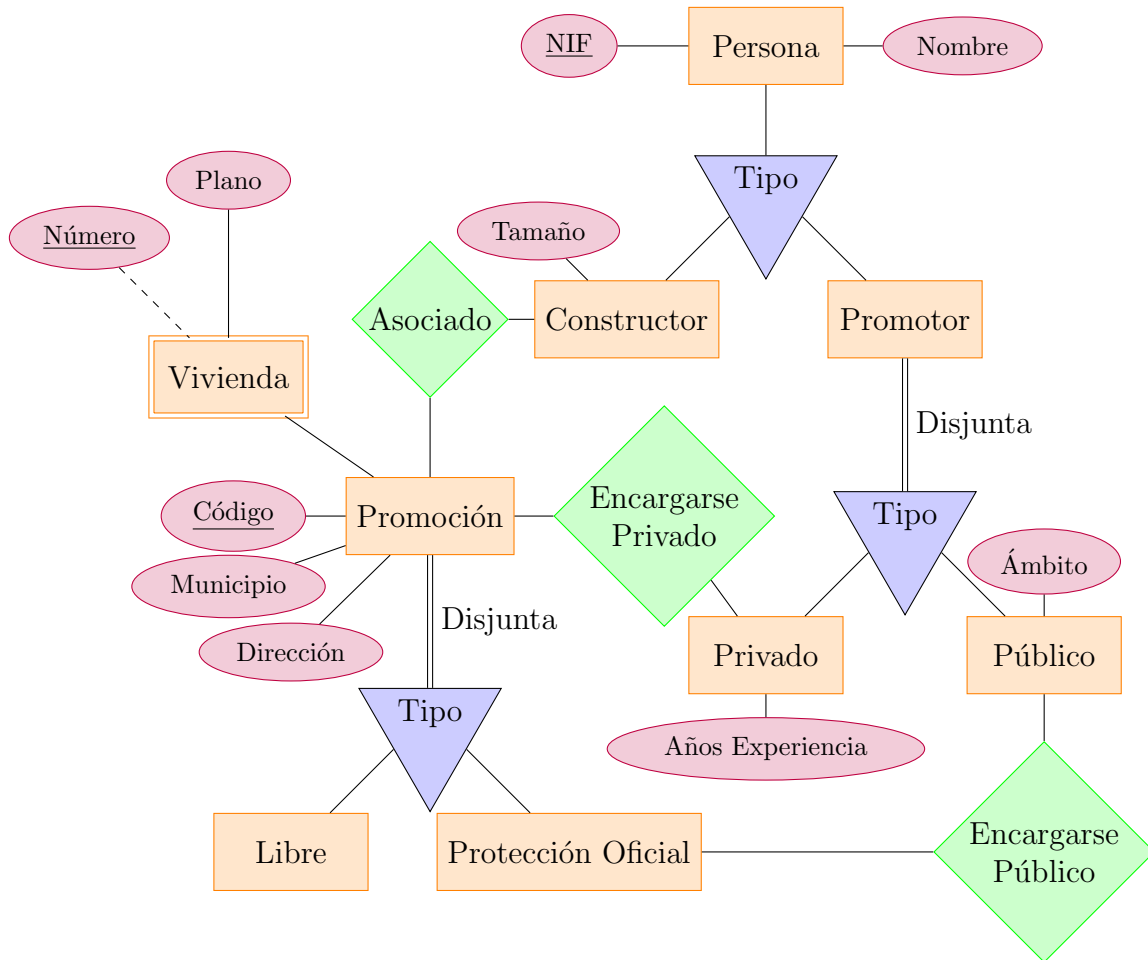 NIF
Persona
Nombre
Tipo
Plano
Número
Tamaño
Asociado
Constructor
Promotor
Vivienda
Disjunta
Encargarse
Privado
Código
Promoción
Tipo
Ámbito
Municipio
Disjunta
Dirección
Privado
Público
Tipo
Años Experiencia
Libre
Protección Oficial
Encargarse
Público